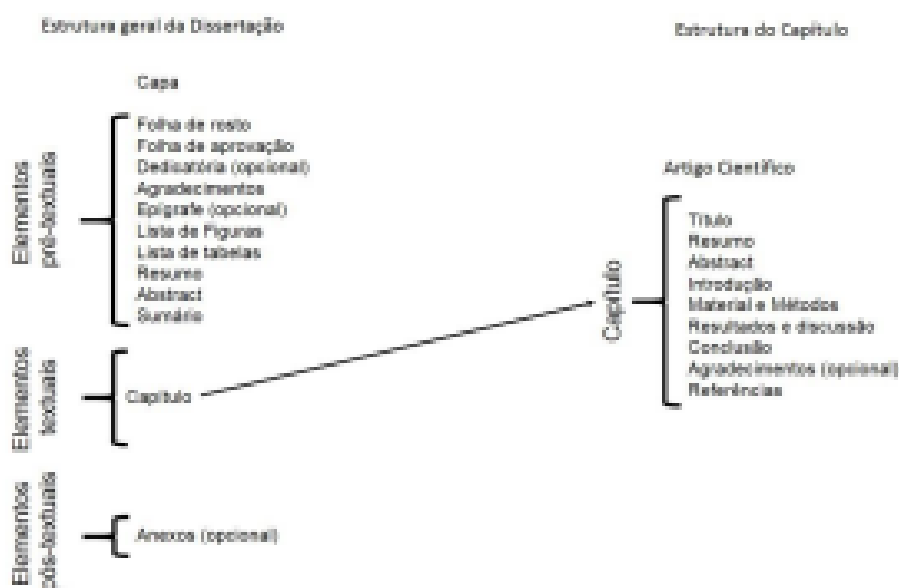 Estrutura geral da Dissertação
Capa
Elementos
pré-textuais
Folha de rosto
Folha de aprovação
Dedicatória (opcional)
Agradecimentos
Epígrafe (opcional)
Lista de Figuras
Lista de tabelas
Resumo
Abstract
Sumário
Elementos
textuais
Capítulo
Elementos
pós-textuais
Anexos (opcional)
Estrutura do Capítulo
Artigo Científico
Capítulo
Título
Resumo
Abstract
Introdução
Material e Métodos
Resultados e discussão
Conclusão
Agradecimentos (opcional)
Referências